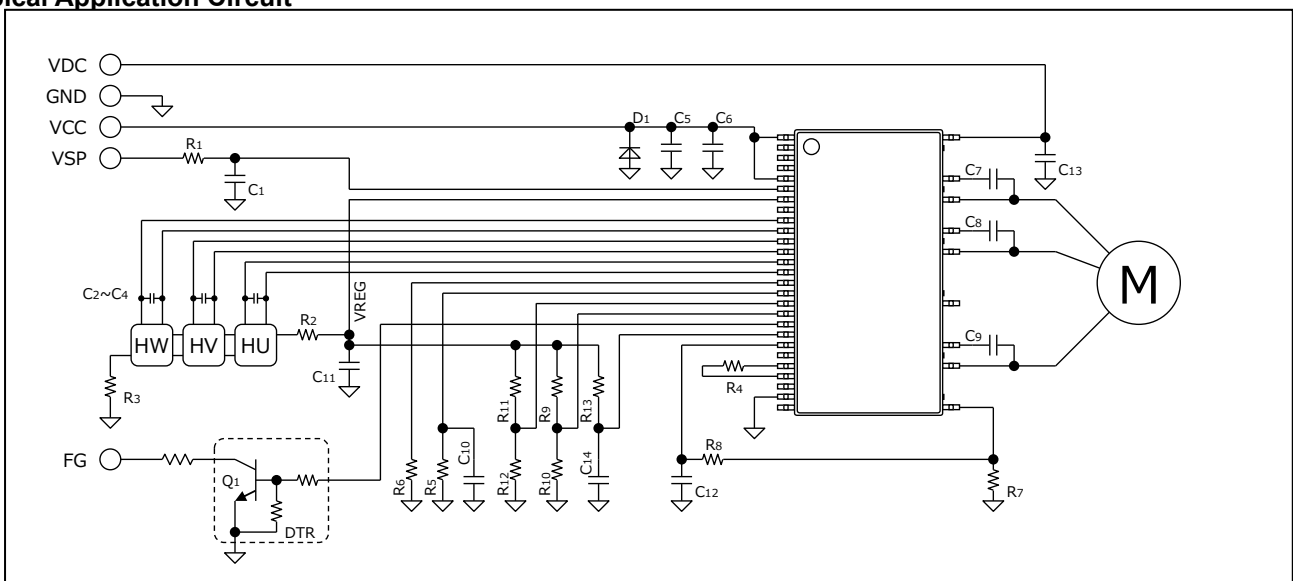 pical Application Circuit
VDC
GND
VCC
VSP
R1
C1
D1
C5
C6
C7
C13
C8
M
C2~C4
VREG
HW
HV
HU
R2
C11
R3
C9
R4
R11
R9
R13
FG
Q1
DTR
R6
R5
C10
R12
R10
C14
R8
C12
R7